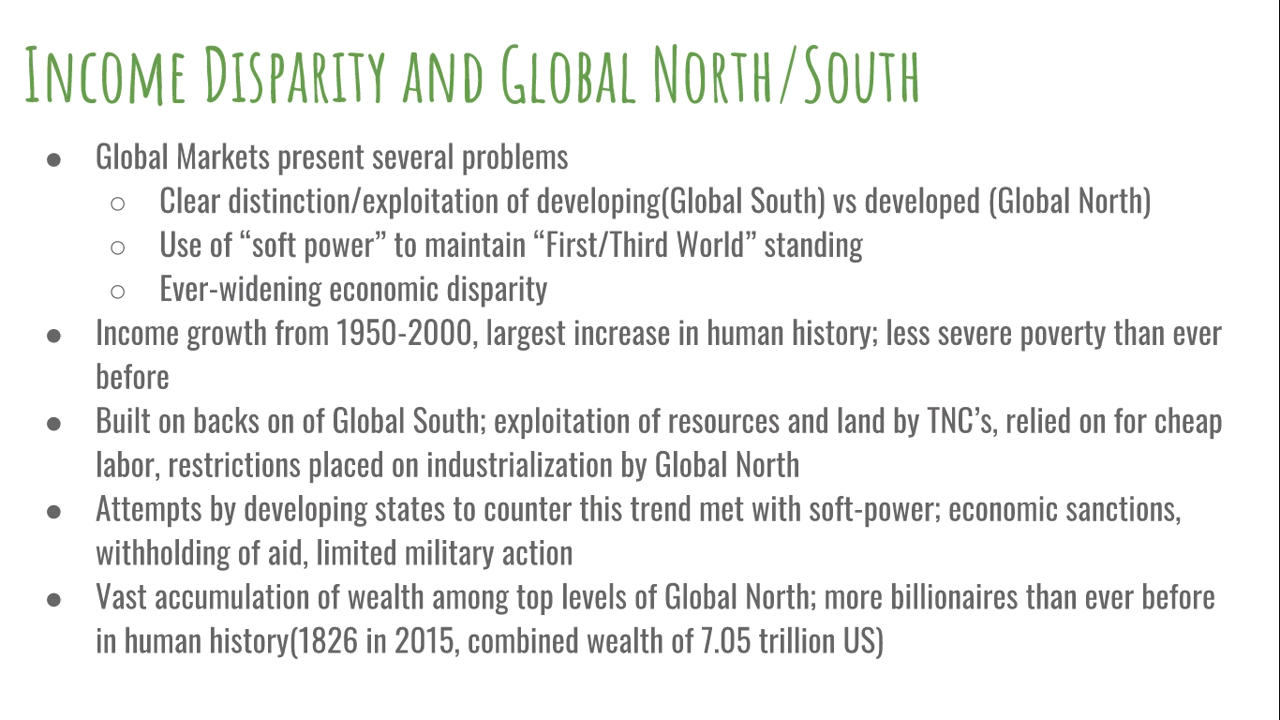 Income Disparity and Global North/South
● Global Markets present several problems
○ Clear distinction/exploitation of developing(Global South) vs developed (Global North)
○ Use of “soft power” to maintain “First/Third World” standing
○ Ever-widening economic disparity
● Income growth from 1950-2000, largest increase in human history; less severe poverty than ever
before
● Built on backs on of Global South; exploitation of resources and land by TNC’s, relied on for cheap
labor, restrictions placed on industrialization by Global North
● Attempts by developing states to counter this trend met with soft-power; economic sanctions,
withholding of aid, limited military action
● Vast accumulation of wealth among top levels of Global North; more billionaires than ever before
in human history(1826 in 2015, combined wealth of 7.05 trillion US)